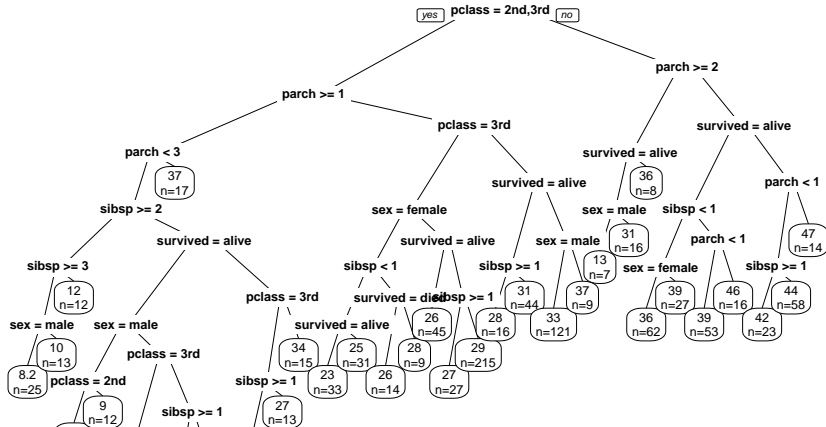 yes pclass = 2nd,3rd no
parch >= 2
parch >= 1
pclass = 3rd
survived = alive
parch < 3
survived = alive
37
n=17
36
n=8
survived = alive
parch < 1
sibsp >= 2
sex = female
sex = male
sibsp < 1
31
n=16
47
n=14
survived = alive
survived = alive
sex = male
parch < 1
sibsp >= 3
sibsp < 1
sibsp >= 1
13
n=7
sex = female
sibsp >= 1
12
n=12
31
n=44
37
n=9
39
n=27
46
n=16
44
n=58
pclass = 3rd
survived = died
sibsp >= 1
26
n=45
28
n=16
33
n=121
36
n=62
39
n=53
42
n=23
sex = male
sex = male
survived = alive
10
n=13
pclass = 3rd
34
n=15
25
n=31
28
n=9
29
n=215
8.2
n=25
pclass = 2nd
sibsp >= 1
23
n=33
26
n=14
27
n=27
9
n=12
sibsp >= 1
27
n=13